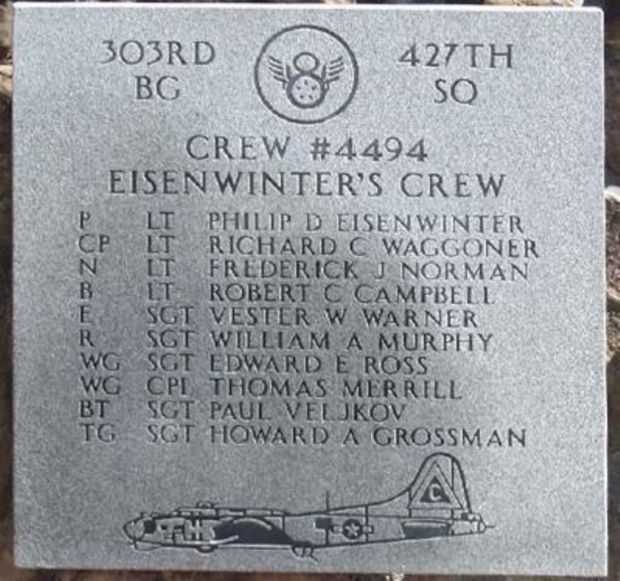 303RD BG
427TH SQ
8
CREW #4494
EISENWINTER'S CREW
P LT PHILIP D EISENWINTER
CP LT RICHARD C WAGGONER
N LT FREDERICK J NORMAN
B LT ROBERT C CAMPBELL
E SGT VESTER W WARNER
R SGT WILLIAM A MURPHY
WG SGT EDWARD E ROSS
WG CPL THOMAS MERRILL
BT SGT PAUL VELJKOV
TG SGT HOWARD A GROSSMAN
C